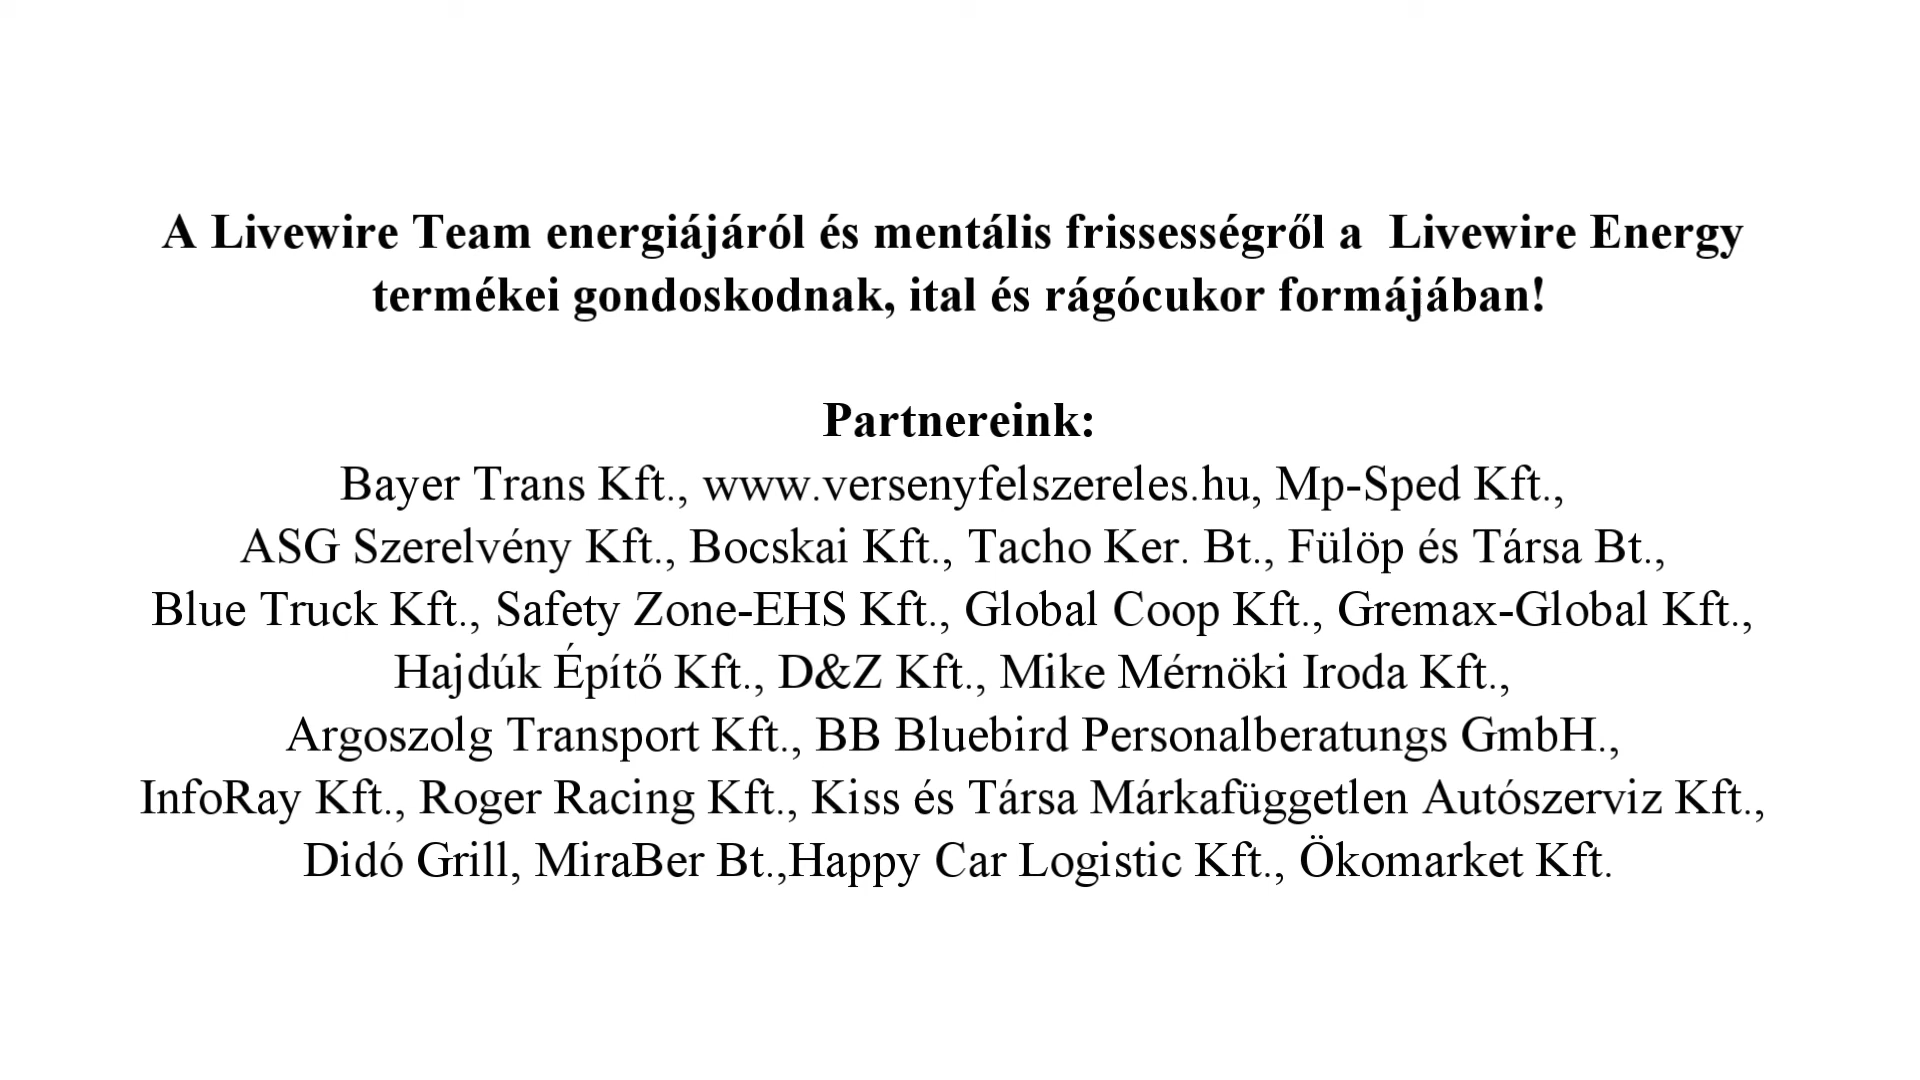 A Livewire Team energiájáról és mentális frissességről a  Livewire Energy
termékei gondoskodnak, ital és rágócukor formájában!
Partnereink:
Bayer Trans Kft., www.versenyfelszereles.hu, Mp-Sped Kft.,
ASG Szerelvény Kft., Bocskai Kft., Tacho Ker. Bt., Fülöp és Társa Bt.,
Blue Truck Kft., Safety Zone-EHS Kft., Global Coop Kft., Gremax-Global Kft.,
Hajdúk Építő Kft., D&Z Kft., Mike Mérnöki Iroda Kft.,
Argoszolg Transport Kft., BB Bluebird Personalberatungs GmbH.,
InfoRay Kft., Roger Racing Kft., Kiss és Társa Márkafüggetlen Autószerviz Kft.,
Didó Grill, MiraBer Bt.,Happy Car Logistic Kft., Ökomarket Kft.